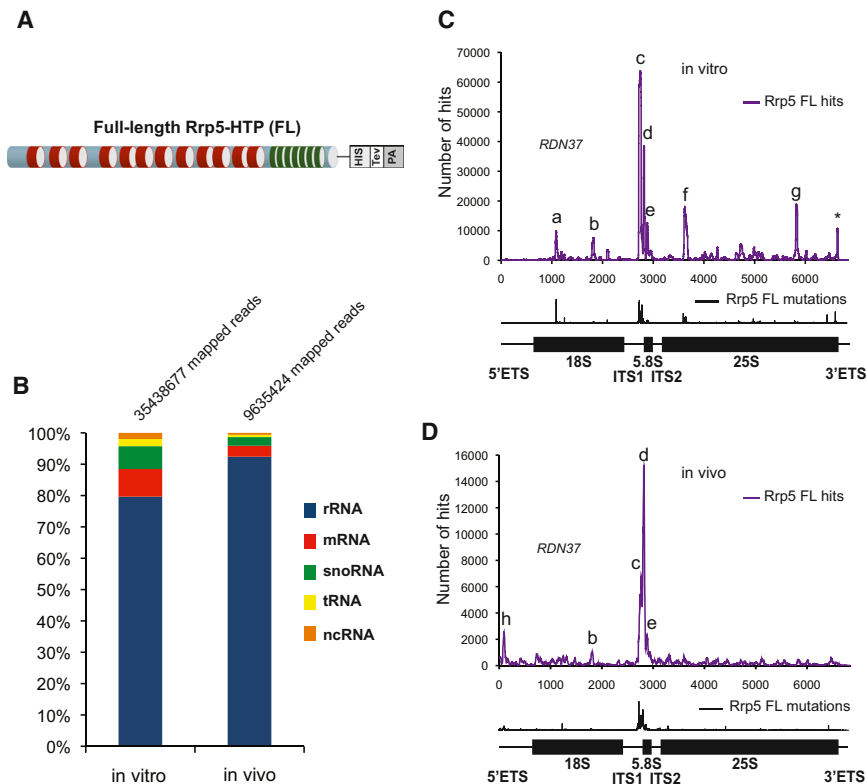 A
Full-length Rrp5-HTP (FL)
HIS
Tev
PA
B
35438677 mapped reads
9635424 mapped reads
100%
90%
80%
70%
60%
50%
40%
30%
20%
10%
0%
in vitro
in vivo
rRNA
mRNA
snoRNA
tRNA
ncRNA
C
70000
60000
50000
40000
30000
20000
10000
0
Number of hits
in vitro
Rrp5 FL hits
RDN37
a
b
c
d
e
f
g
*
0 1000 2000 3000 4000 5000 6000
Rrp5 FL mutations
18S 5.8S 25S
5'ETS ITS1 ITS2 3'ETS
D
16000
14000
12000
10000
8000
6000
4000
2000
0
Number of hits
in vivo
Rrp5 FL hits
RDN37
h
b
c
d
e
0 1000 2000 3000 4000 5000 6000
Rrp5 FL mutations
18S 5.8S 25S
5'ETS ITS1 ITS2 3'ETS